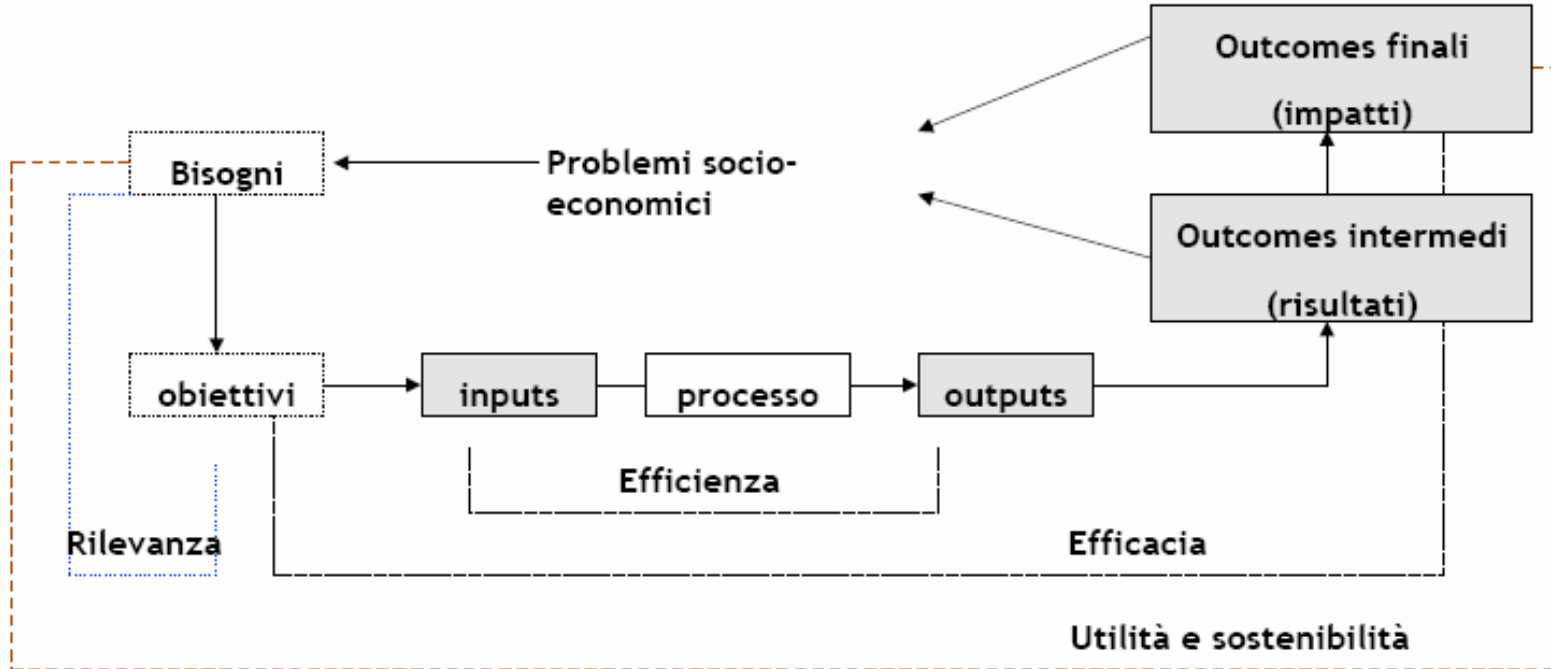 Outcomes finali
(impatti)
Bisogni
Problemi socio-
economici
Outcomes intermedi
(risultati)
obiettivi
inputs
processo
outputs
Efficienza
Rilevanza
Efficacia
Utilità e sostenibilità